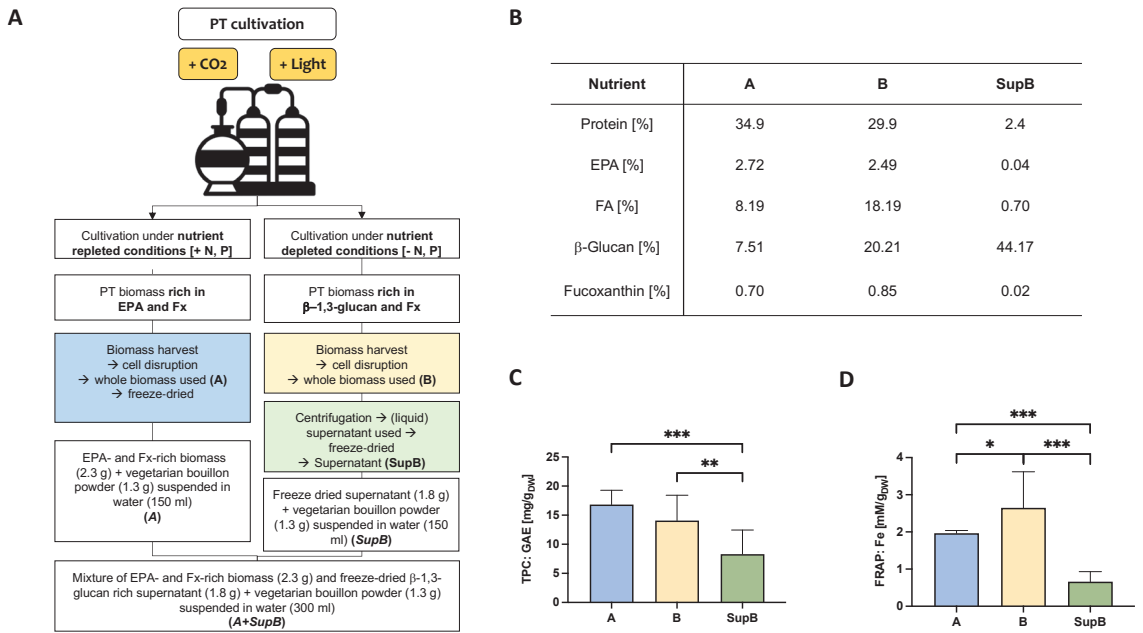 A
PT cultivation
+ CO2
+ Light
Cultivation under nutrient
repleted conditions [+ N, P]
Cultivation under nutrient
depleted conditions [- N, P]
PT biomass rich in
EPA and Fx
PT biomass rich in
β–1,3-glucan and Fx
Biomass harvest
→ cell disruption
→ whole biomass used (A)
→ freeze-dried
Biomass harvest
→ cell disruption
→ whole biomass used (B)
Centrifugation → (liquid)
supernatant used →
freeze-dried
→ Supernatant (SupB)
EPA- and Fx-rich biomass
(2.3 g) + vegetarian bouillon
powder (1.3 g) suspended in
water (150 ml)
(A)
Freeze dried supernatant (1.8 g)
+ vegetarian bouillon powder
(1.3 g) suspended in water (150
ml) (SupB)
Mixture of EPA- and Fx-rich biomass (2.3 g) and freeze-dried β-1,3-
glucan rich supernatant (1.8 g) + vegetarian bouillon powder (1.3 g)
suspended in water (300 ml)
(A+SupB)
B
Nutrient A B SupB
Protein [%] 34.9 29.9 2.4
EPA [%] 2.72 2.49 0.04
FA [%] 8.19 18.19 0.70
β-Glucan [%] 7.51 20.21 44.17
Fucoxanthin [%] 0.70 0.85 0.02
C
***
**
TPC: GAE [mg/gDW]
25
20
15
10
5
0
A B SupB
D
***
* ***
FRAP: Fe [mM/gDW]
4
3
2
1
0
A B SupB